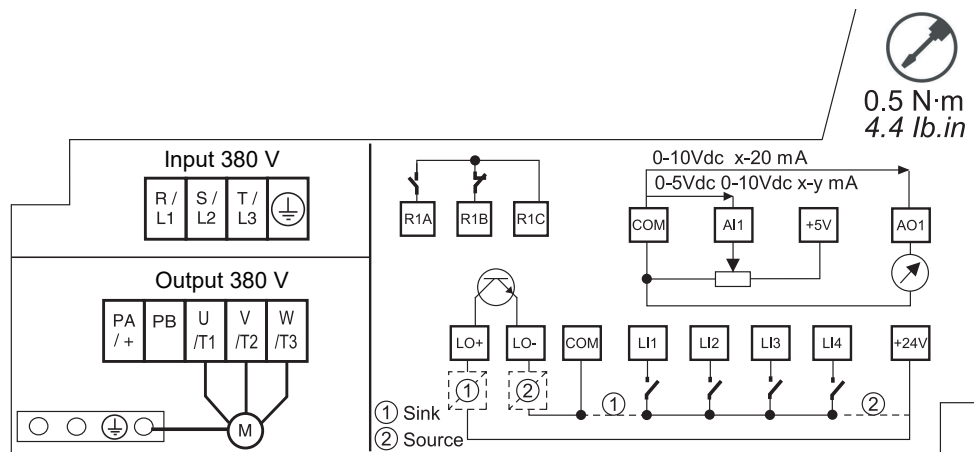 0.5 N·m
4.4 lb.in
Input 380 V
R / L1
S / L2
T / L3
Output 380 V
PA / +
PB
U /T1
V /T2
W /T3
M
R1A
R1B
R1C
0-10Vdc x-20 mA
0-5Vdc 0-10Vdc x-y mA
COM
AI1
+5V
AO1
LO+
LO-
COM
LI1
LI2
LI3
LI4
+24V
①
②
①
②
① Sink
② Source